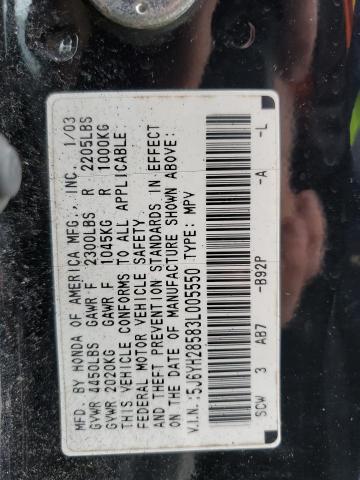 MFD. BY HONDA OF AMERICA MFG., INC. 1/03
GVWR 4450LBS GAWR F 2300LBS R 2205LBS
GVWR 2020KG GAWR F 1045KG R 1000KG
THIS VEHICLE CONFORMS TO ALL APPLICABLE
FEDERAL MOTOR VEHICLE SAFETY
AND THEFT PREVENTION STANDARDS IN EFFECT
ON THE DATE OF MANUFACTURE SHOWN ABOVE:
V.I.N.:5J6YH28583L005550 TYPE: MPV
SCW 3 AB7 -B92P -A -L